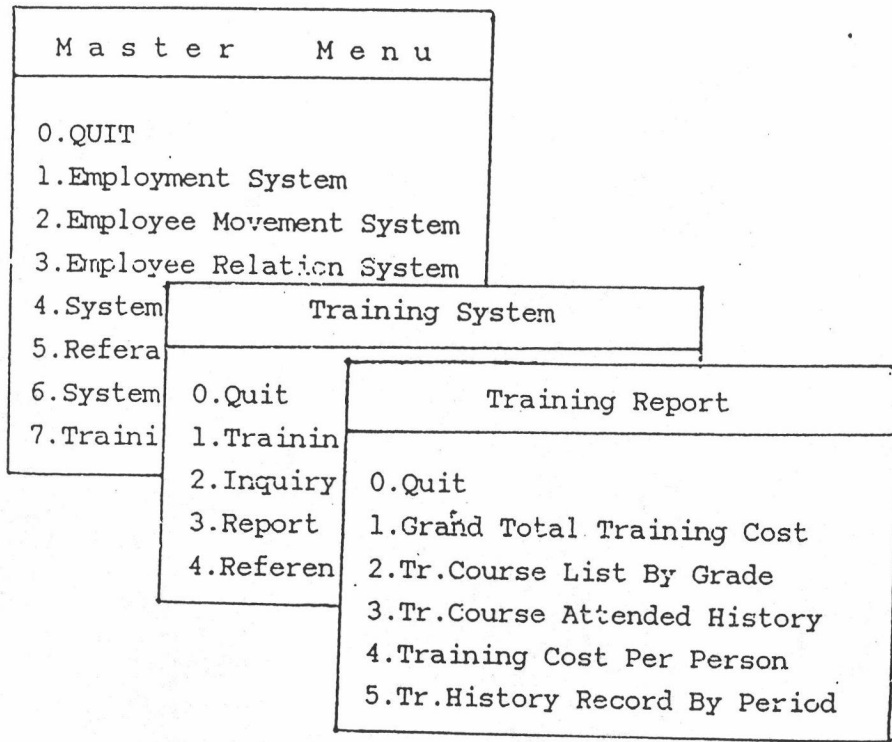 Master Menu
0.QUIT
1.Employment System
2.Employee Movement System
3.Employee Relation System
4.System
5.Refera
6.System
7.Traini
Training System
0.Quit
1.Trainin
2.Inquiry
3.Report
4.Referen
Training Report
0.Quit
1.Grand Total Training Cost
2.Tr.Course List By Grade
3.Tr.Course Attended History
4.Training Cost Per Person
5.Tr.History Record By Period